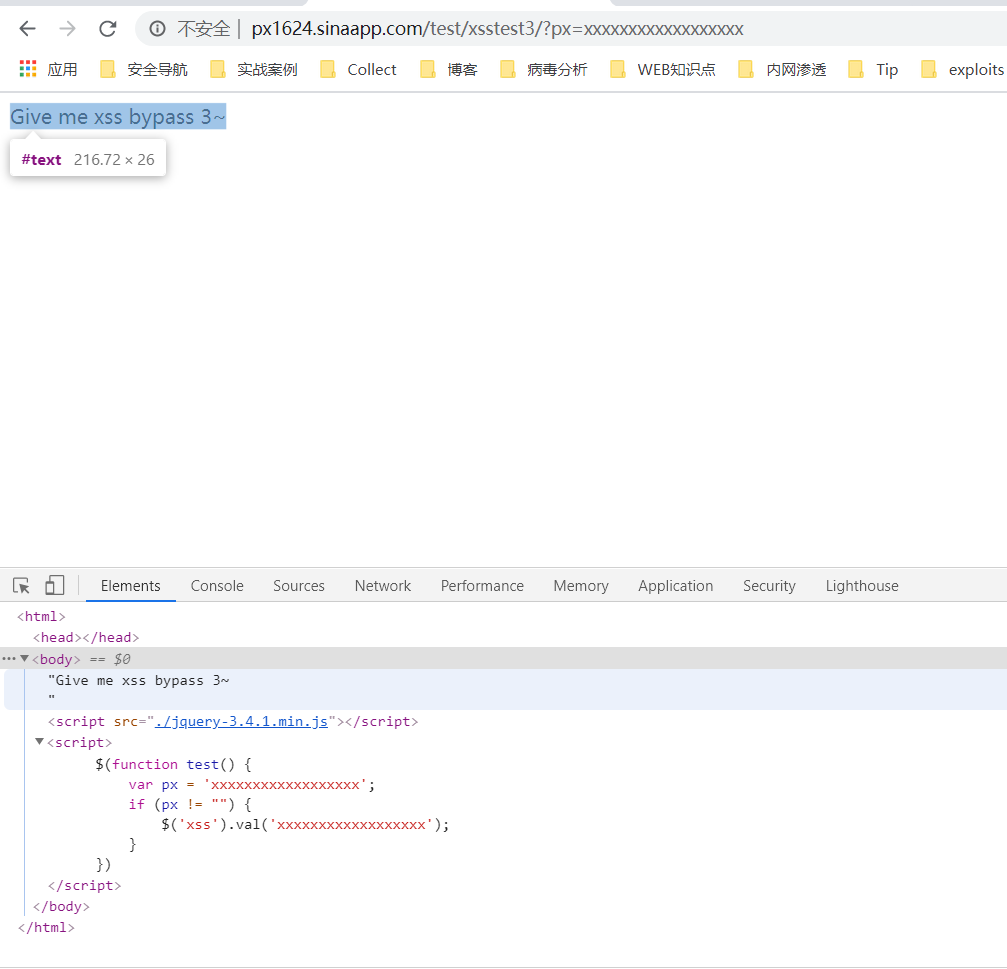 不安全 | px1624.sinaapp.com/test/xsstest3/?px=xxxxxxxxxxxxxxxxxx
应用 安全导航 实战案例 Collect 博客 病毒分析 WEB知识点 内网渗透 Tip exploits
Give me xss bypass 3~
#text 216.72 × 26
Elements Console Sources Network Performance Memory Application Security Lighthouse
<html>
<head></head>
••• ▼ <body> == $0
"Give me xss bypass 3~
"
<script src="./jquery-3.4.1.min.js"></script>
▼ <script>
$(function test() {
var px = 'xxxxxxxxxxxxxxxxxx';
if (px != "") {
$('xss').val('xxxxxxxxxxxxxxxxxx');
}
})
</script>
</body>
</html>